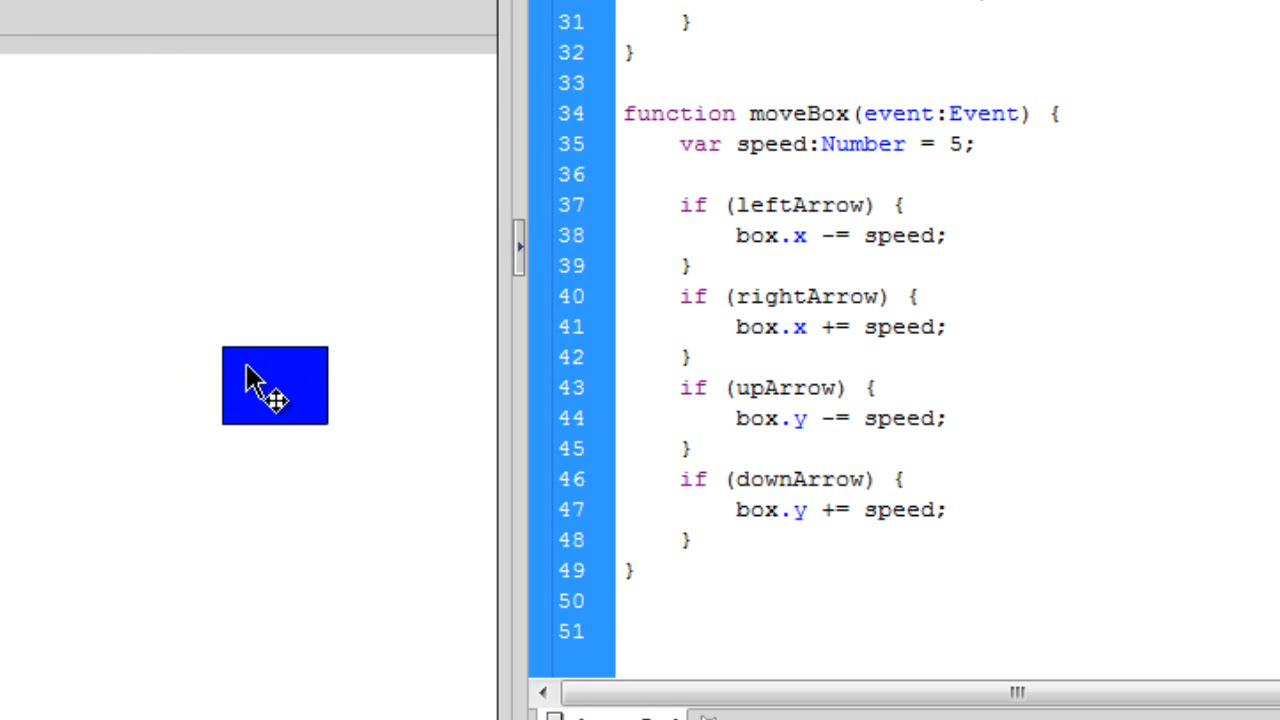 31 }
32 }
33
34 function moveBox(event:Event) {
35 var speed:Number = 5;
36
37 if (leftArrow) {
38 box.x -= speed;
39 }
40 if (rightArrow) {
41 box.x += speed;
42 }
43 if (upArrow) {
44 box.y -= speed;
45 }
46 if (downArrow) {
47 box.y += speed;
48 }
49 }
50
51